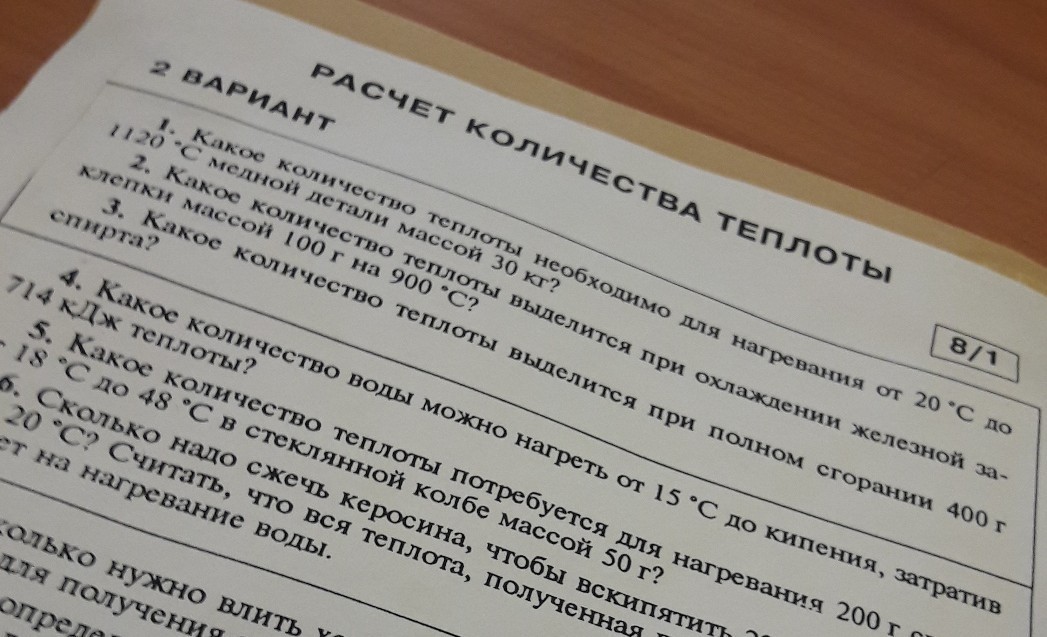 РАСЧЕТ КОЛИЧЕСТВА ТЕПЛОТЫ
2 ВАРИАНТ
8/1
1. Какое количество теплоты необходимо для нагревания от 20 °С до
1120 °С медной детали массой 30 кг?
2. Какое количество теплоты выделится при охлаждении железной за-
клепки массой 100 г на 900 °С?
3. Какое количество теплоты выделится при полном сгорании 400 г
спирта?
4. Какое количество воды можно нагреть от 15 °С до кипения, затратив
714 кДж теплоты?
5. Какое количество теплоты потребуется для нагревания 200 г
18 °С до 48 °С в стеклянной колбе массой 50 г?
6. Сколько надо сжечь керосина, чтобы вскипятить
20 °С? Считать, что вся теплота, полученная
на нагревание воды.
нужно влить
для получения